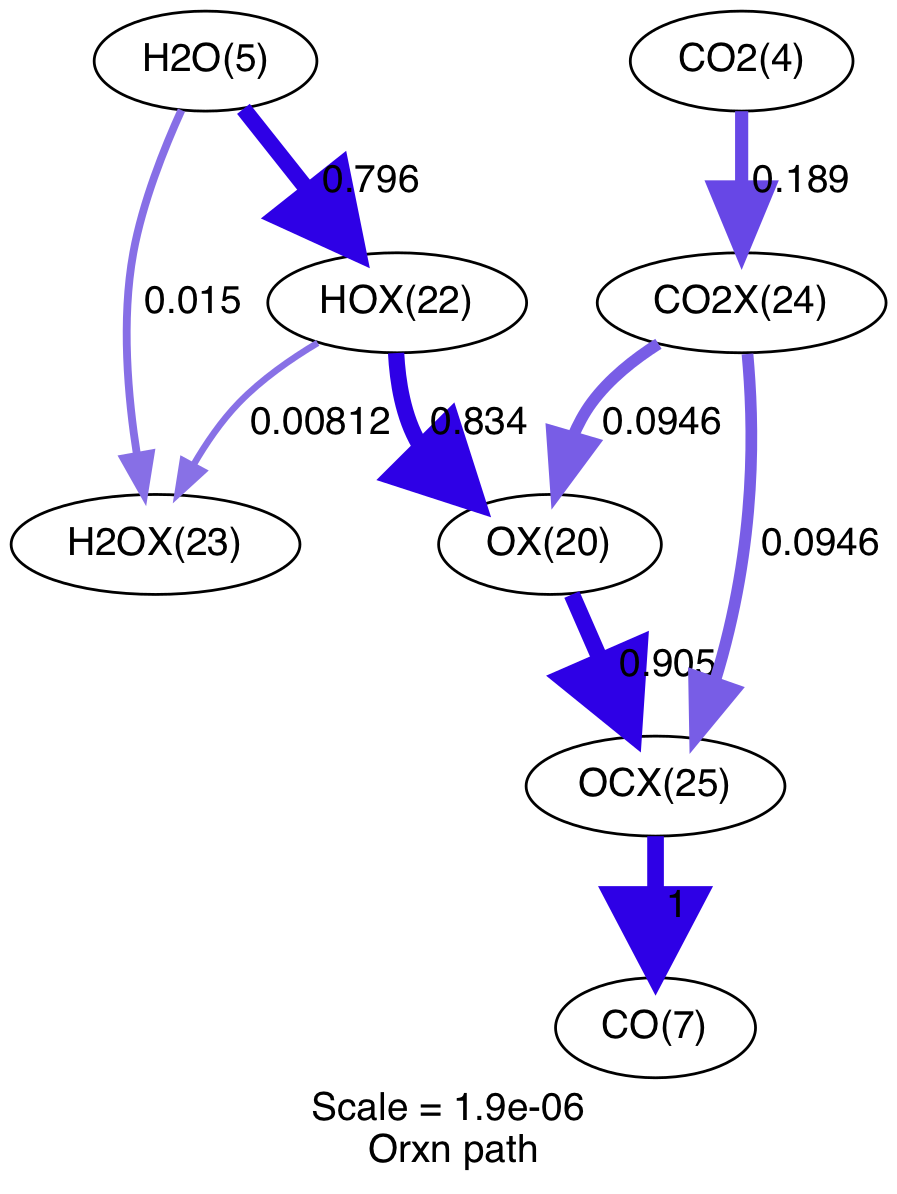 H2O(5)
CO2(4)
0.796
0.189
0.015
HOX(22)
CO2X(24)
0.00812
0.834
0.0946
H2OX(23)
OX(20)
0.0946
0.905
OCX(25)
1
CO(7)
Scale = 1.9e-06
Orxn path